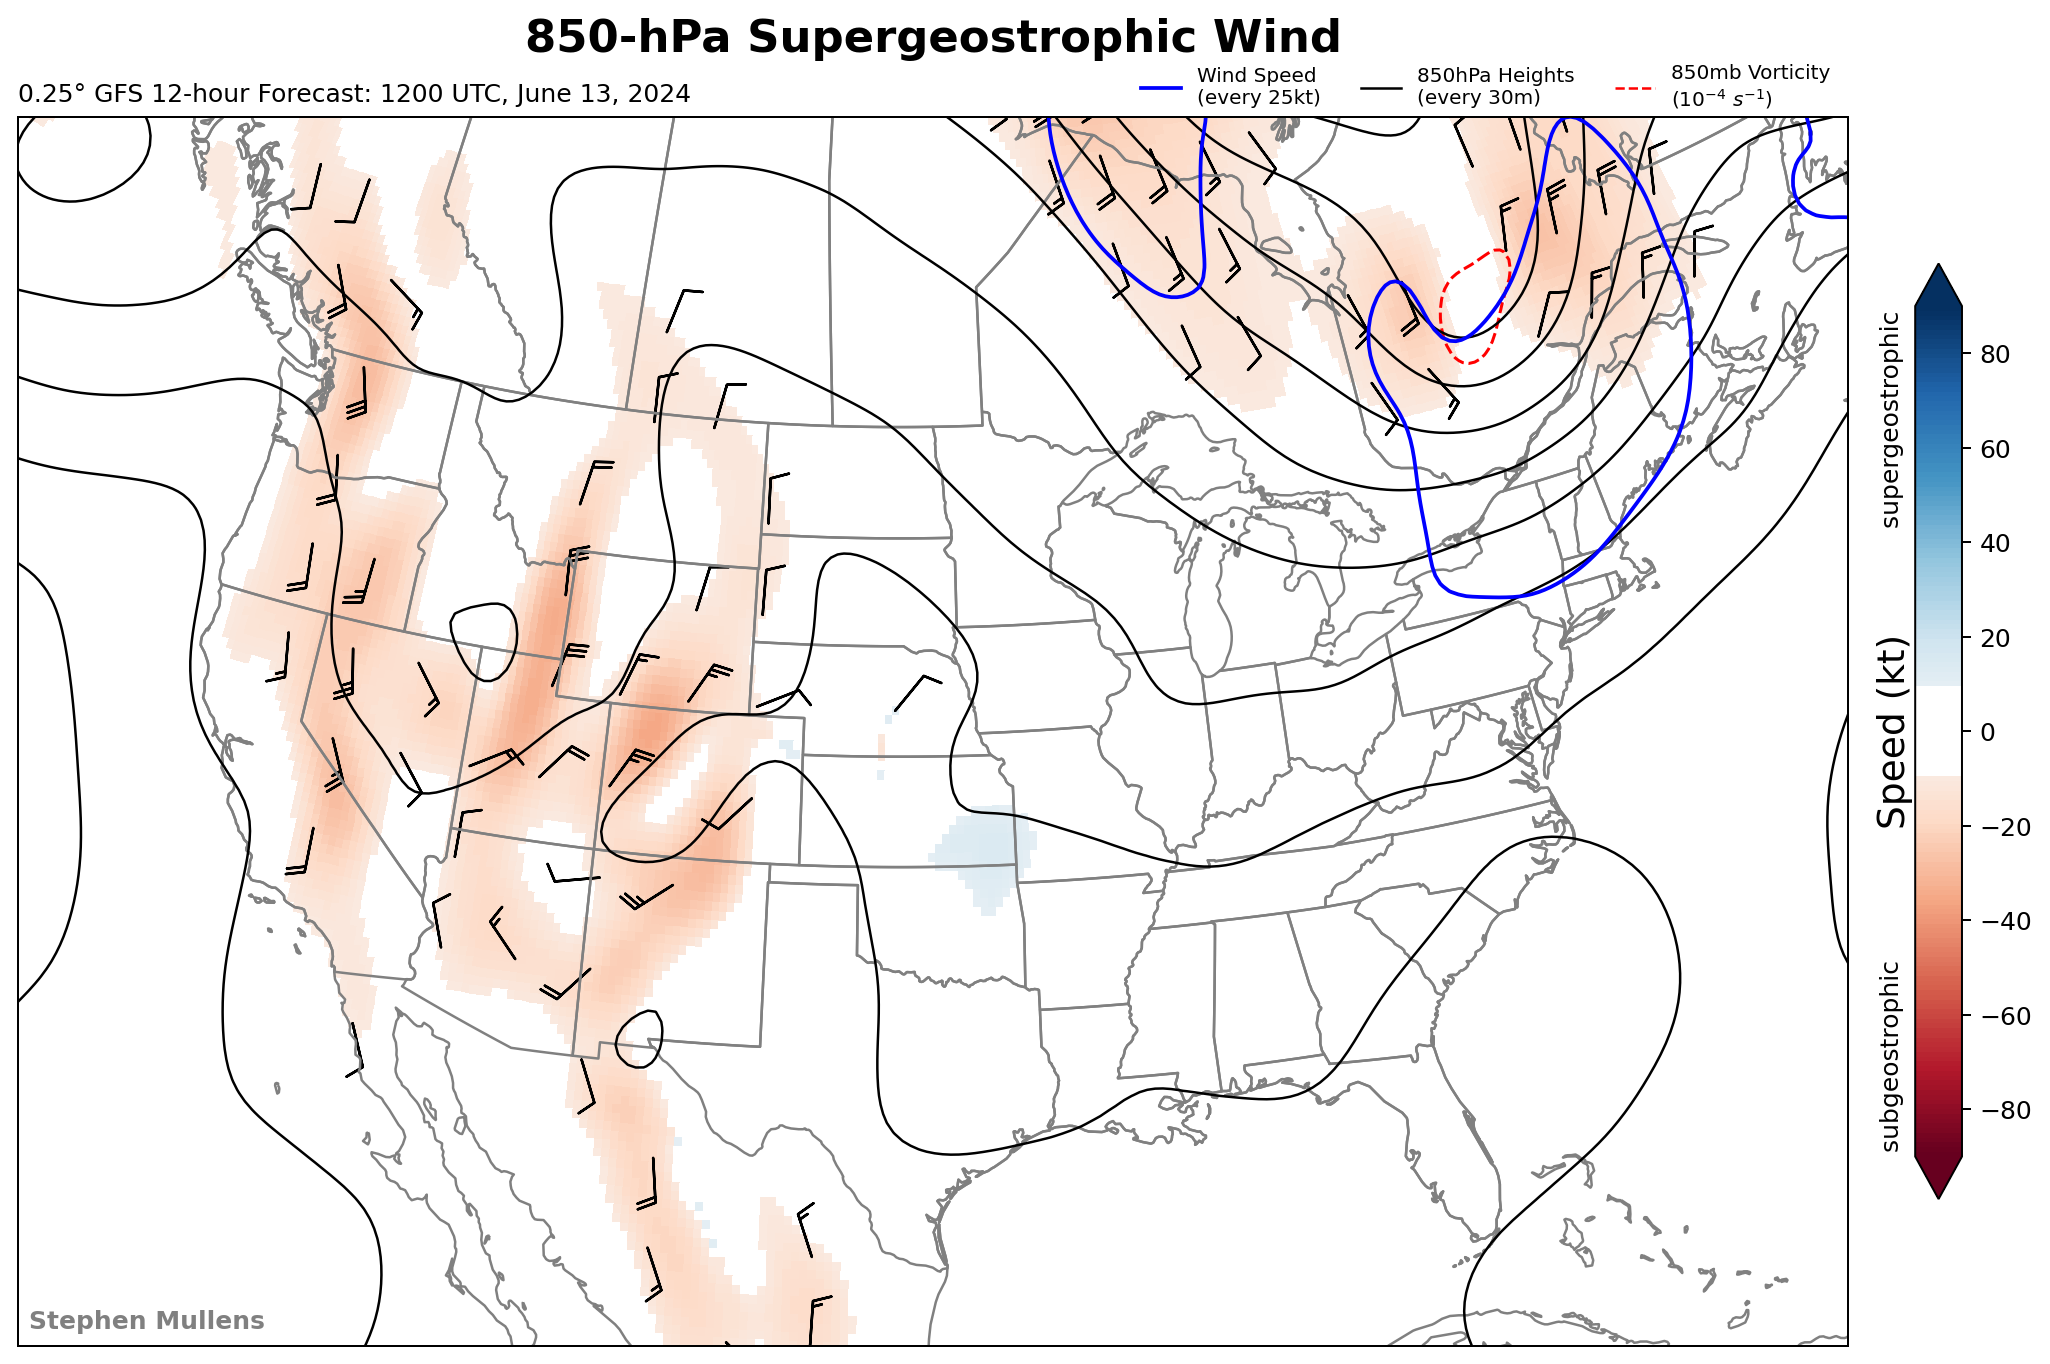 850-hPa Supergeostrophic Wind
0.25° GFS 12-hour Forecast: 1200 UTC, June 13, 2024
Wind Speed
(every 25kt)
850hPa Heights
(every 30m)
850mb Vorticity
(10⁻⁴ s⁻¹)
supergeostrophic
Speed (kt)
subgeostrophic
80
60
40
20
0
−20
−40
−60
−80
Stephen Mullens